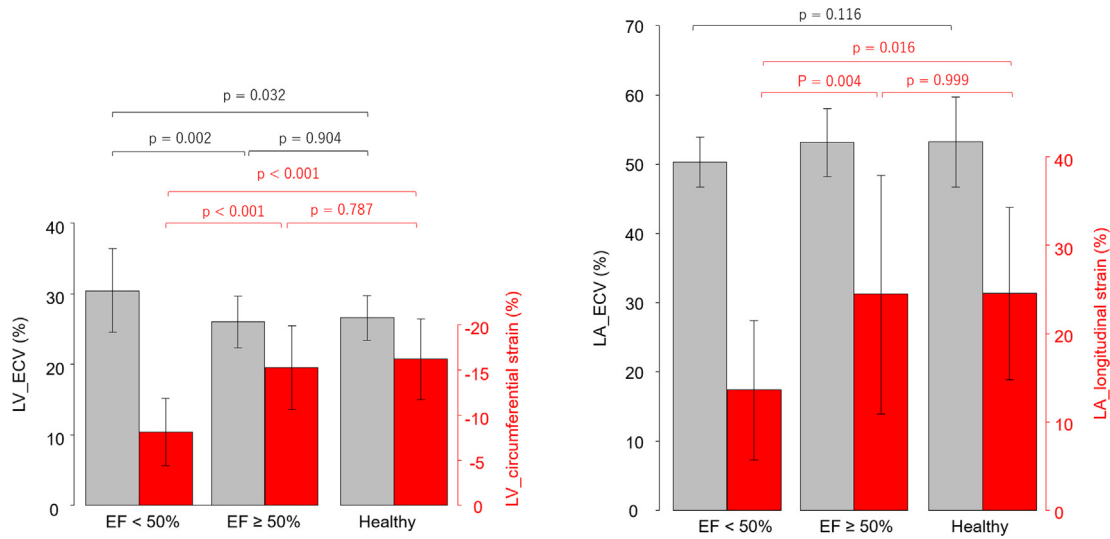 p = 0.032
p = 0.002
p = 0.904
p < 0.001
p < 0.001
p = 0.787
40
30
20
10
0
LV_ECV (%)
-20
-15
-10
-5
0
LV_circumferential strain (%)
EF < 50%
EF ≥ 50%
Healthy
p = 0.116
p = 0.016
P = 0.004
p = 0.999
70
60
50
40
30
20
10
0
LA_ECV (%)
40
30
20
10
0
LA_longitudinal strain (%)
EF < 50%
EF ≥ 50%
Healthy